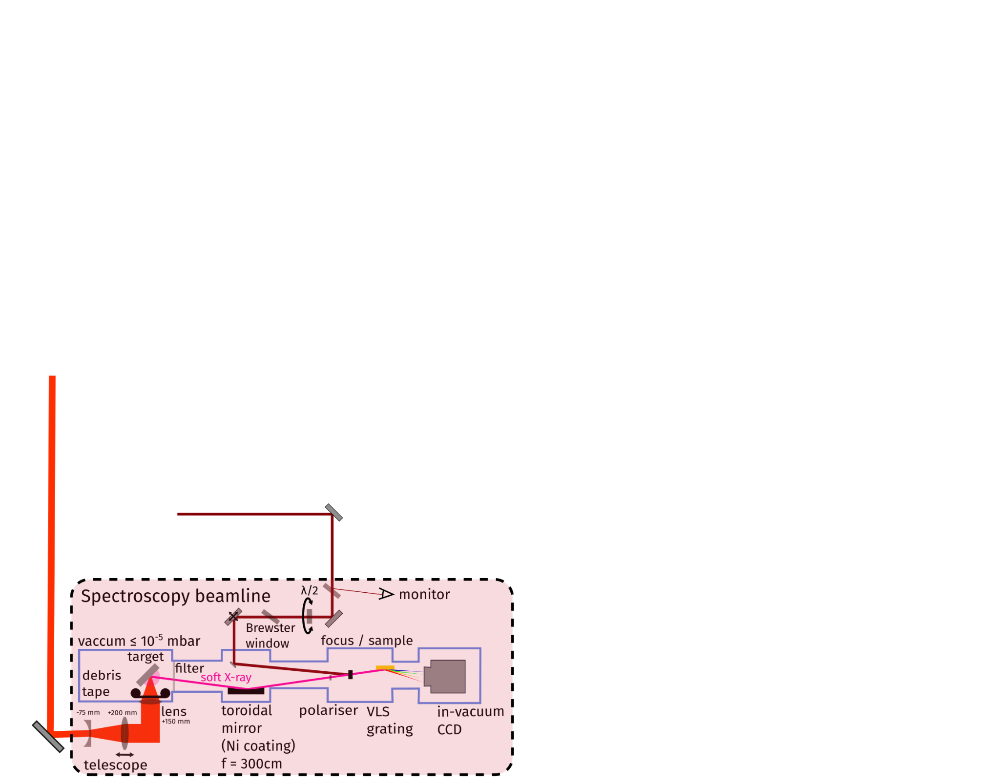 Spectroscopy beamline
λ/2
monitor
Brewster
window
vaccum ≤ 10⁻⁵ mbar
focus / sample
target
filter
debris
tape
soft X-ray
-75 mm
+200 mm
lens
+150 mm
toroidal
mirror
(Ni coating)
f = 300cm
polariser
VLS
grating
in-vacuum
CCD
telescope